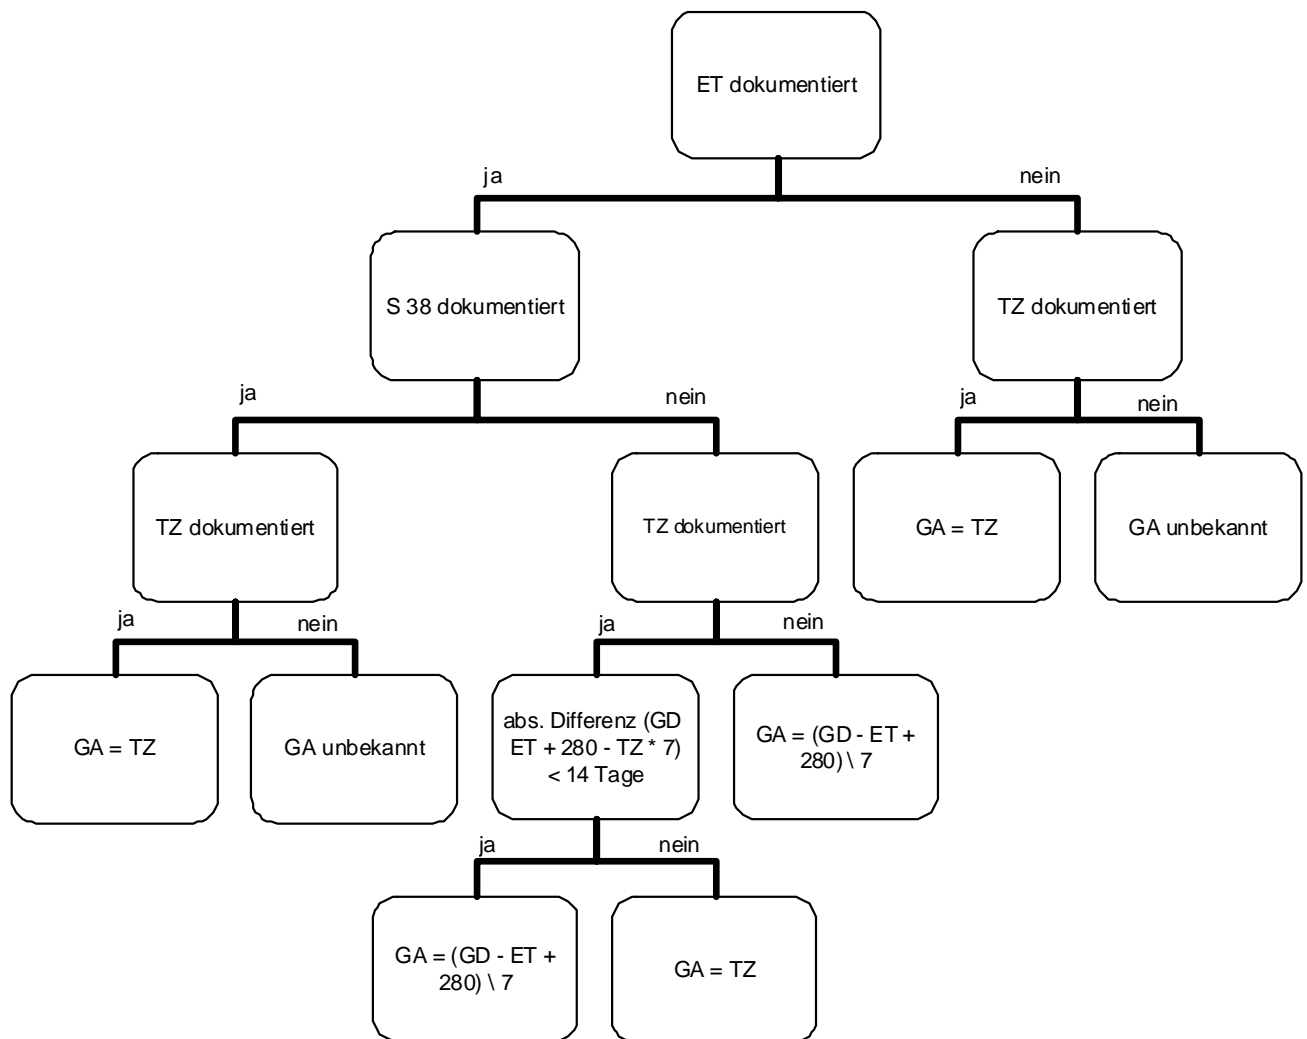 ET dokumentiert
ja
nein
S 38 dokumentiert
TZ dokumentiert
ja
nein
ja
nein
TZ dokumentiert
TZ dokumentiert
GA = TZ
GA unbekannt
ja
nein
ja
nein
GA = TZ
GA unbekannt
abs. Differenz (GD
ET + 280 - TZ * 7)
< 14 Tage
GA = (GD - ET +
280) \ 7
ja
nein
GA = (GD - ET +
280) \ 7
GA = TZ